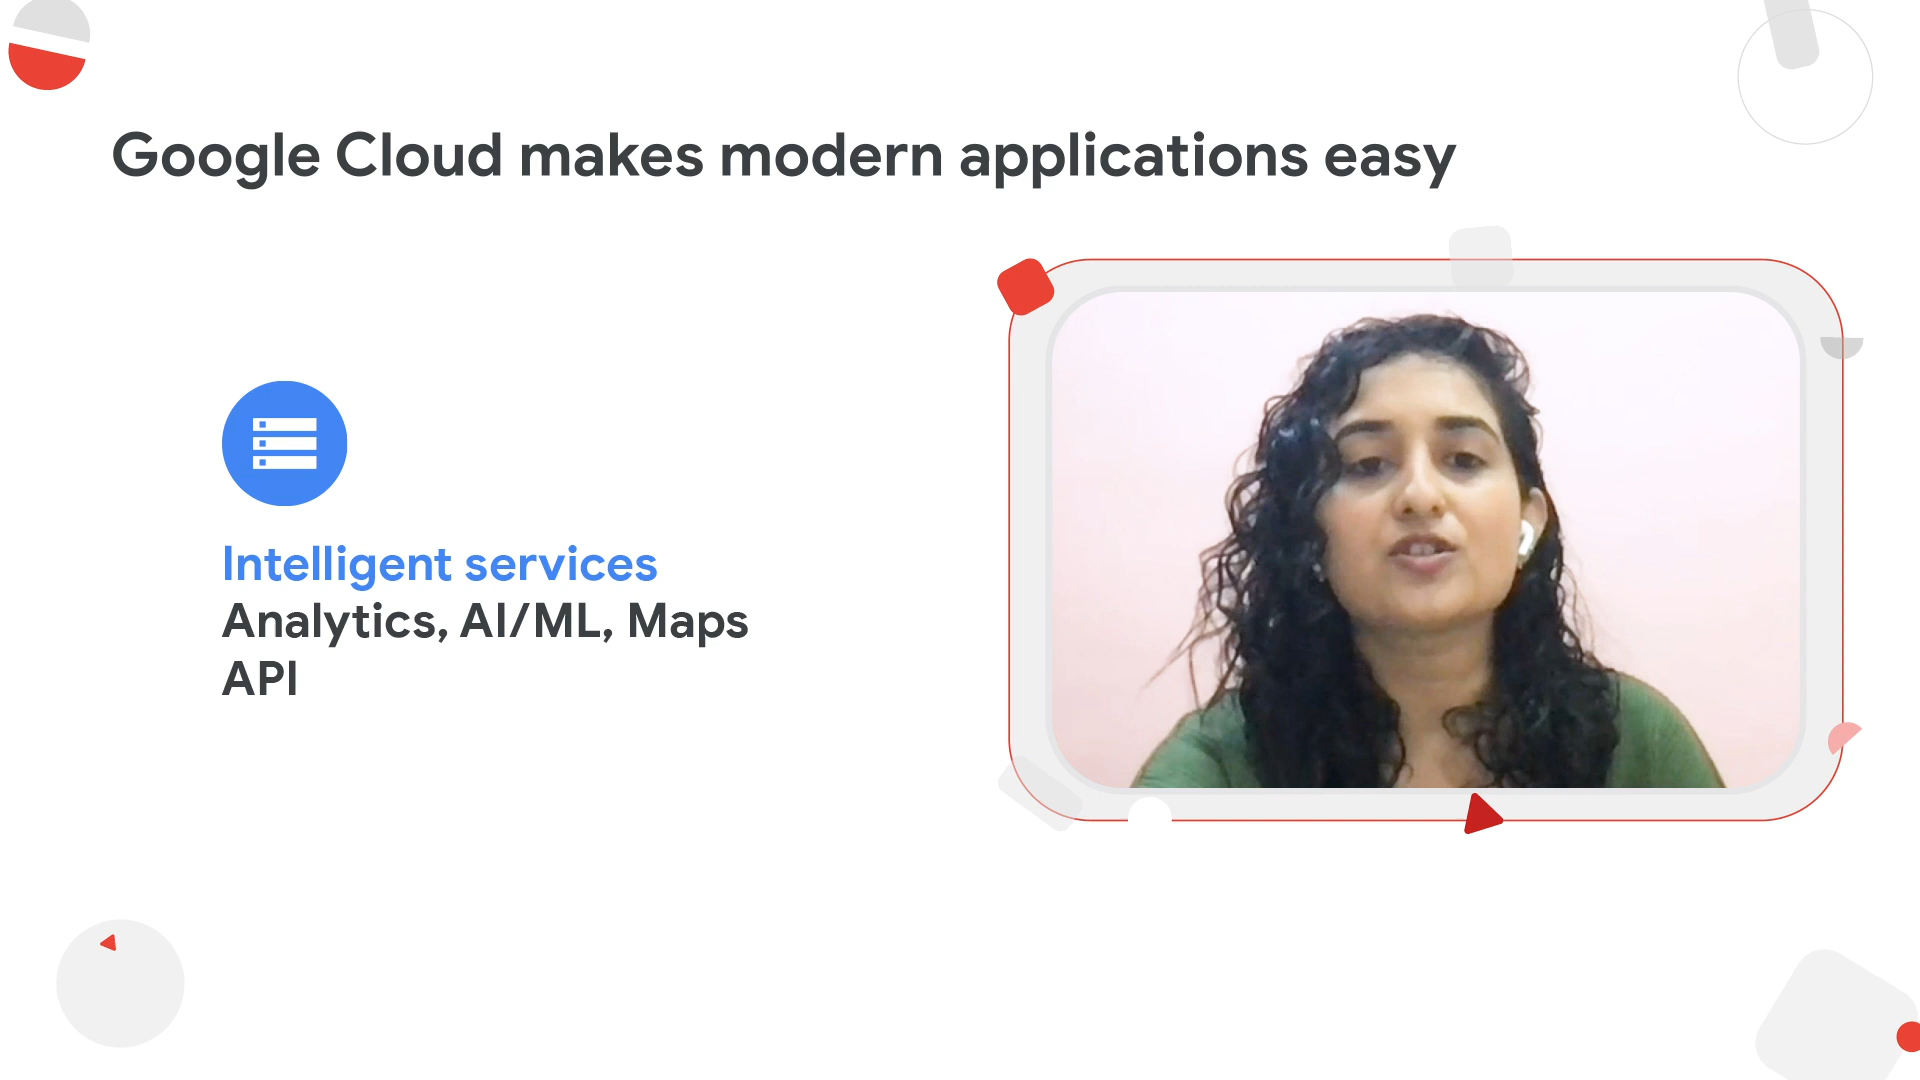 Google Cloud makes modern applications easy
Intelligent services
Analytics, AI/ML, Maps
API